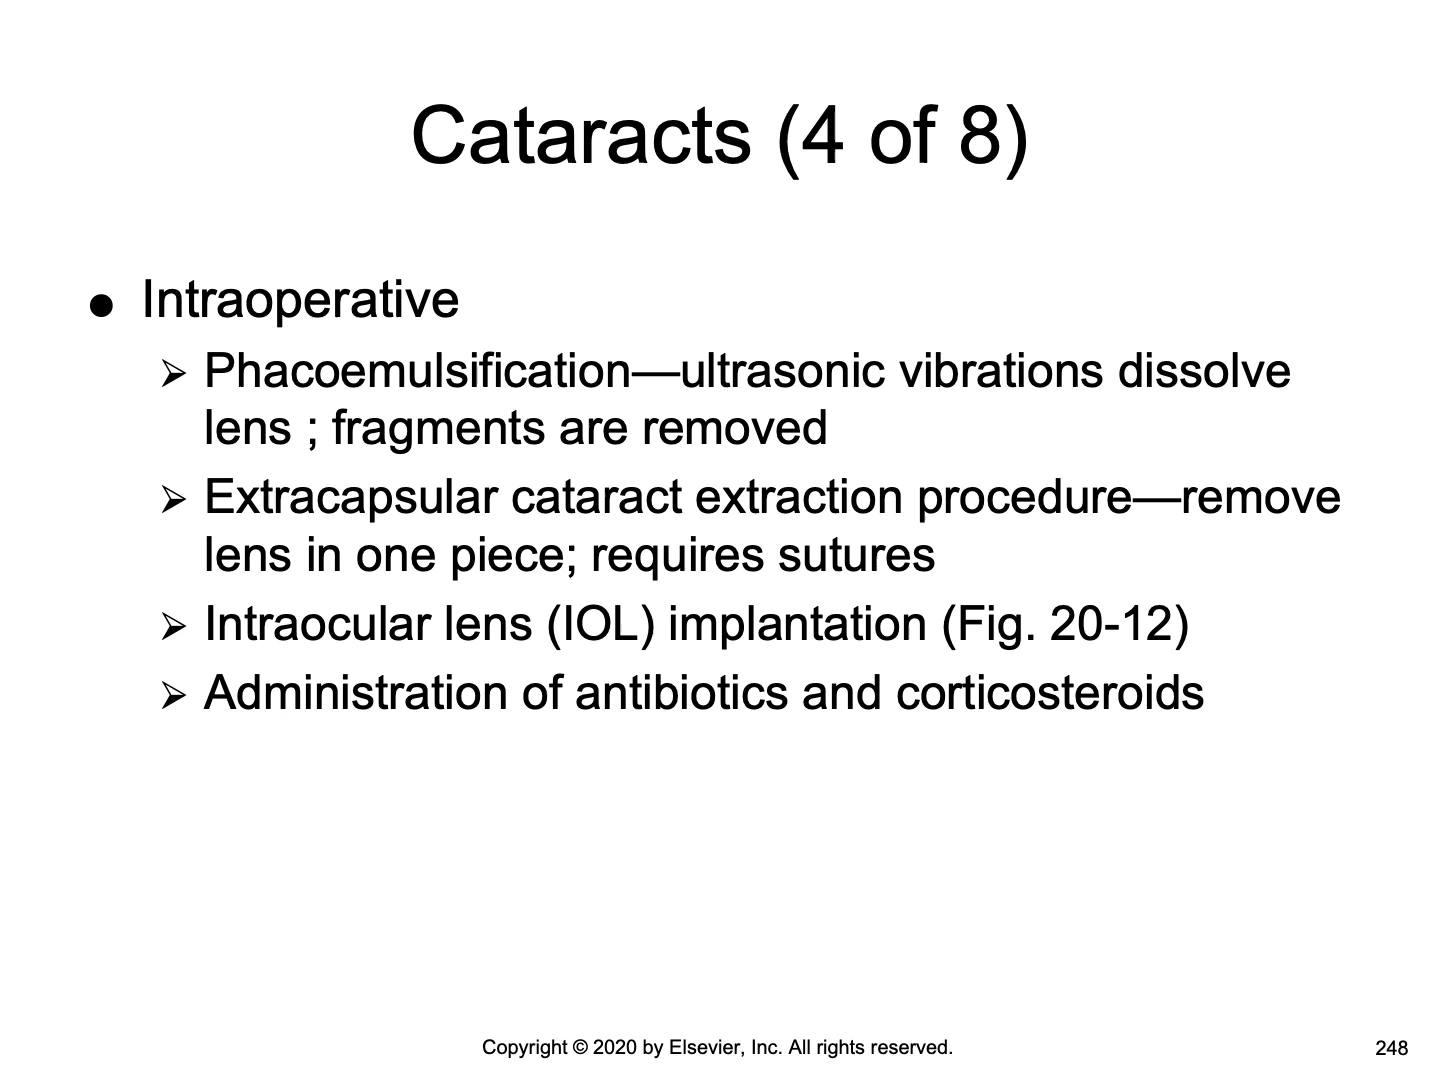 Cataracts (4 of 8)
● Intraoperative
➢ Phacoemulsification—ultrasonic vibrations dissolve
lens ; fragments are removed
➢ Extracapsular cataract extraction procedure—remove
lens in one piece; requires sutures
➢ Intraocular lens (IOL) implantation (Fig. 20-12)
➢ Administration of antibiotics and corticosteroids
Copyright © 2020 by Elsevier, Inc. All rights reserved.
248